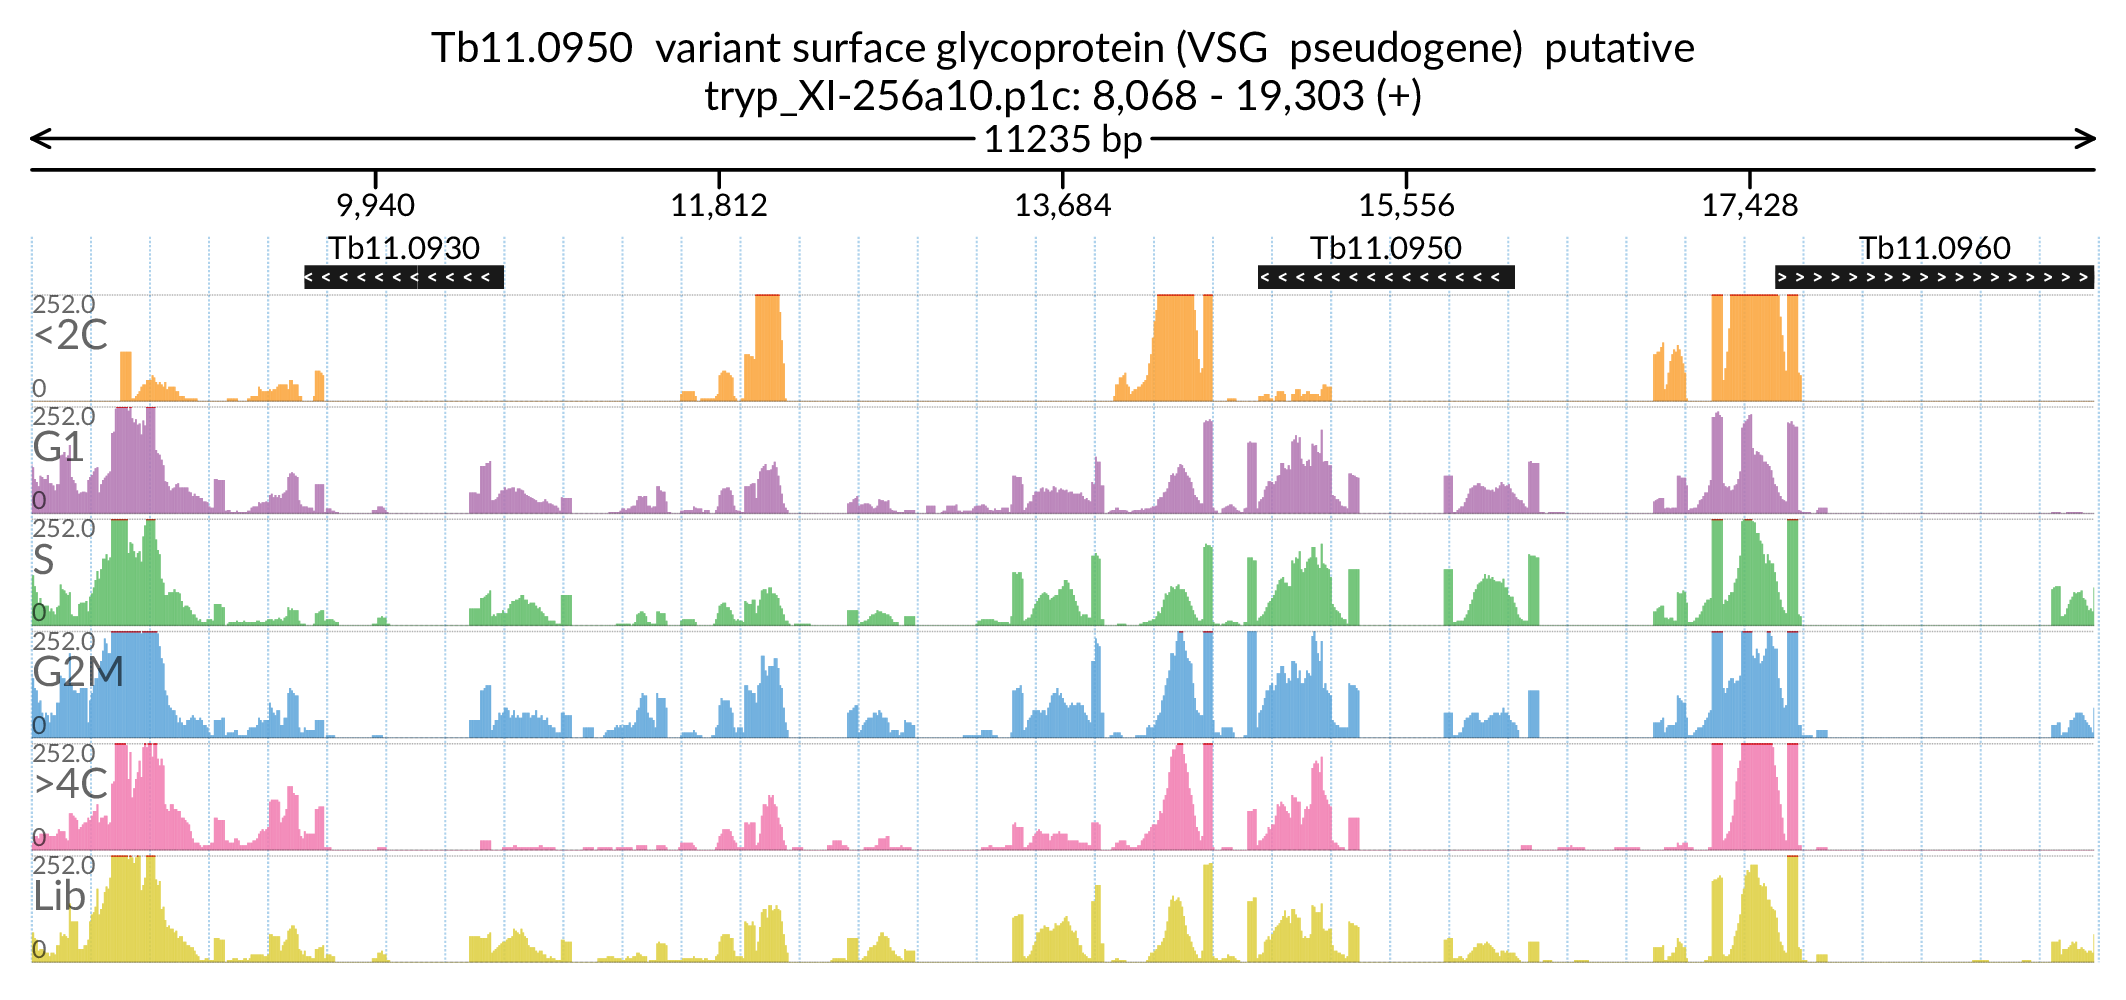 Tb11.0950  variant surface glycoprotein (VSG  pseudogene)  putative
tryp_XI-256a10.p1c: 8,068 - 19,303 (+)
11235 bp
9,940 11,812 13,684 15,556 17,428
Tb11.0930 Tb11.0950 Tb11.0960
252.0
<2C
0
252.0
G1
0
252.0
S
0
252.0
G2M
0
252.0
>4C
0
252.0
Lib
0